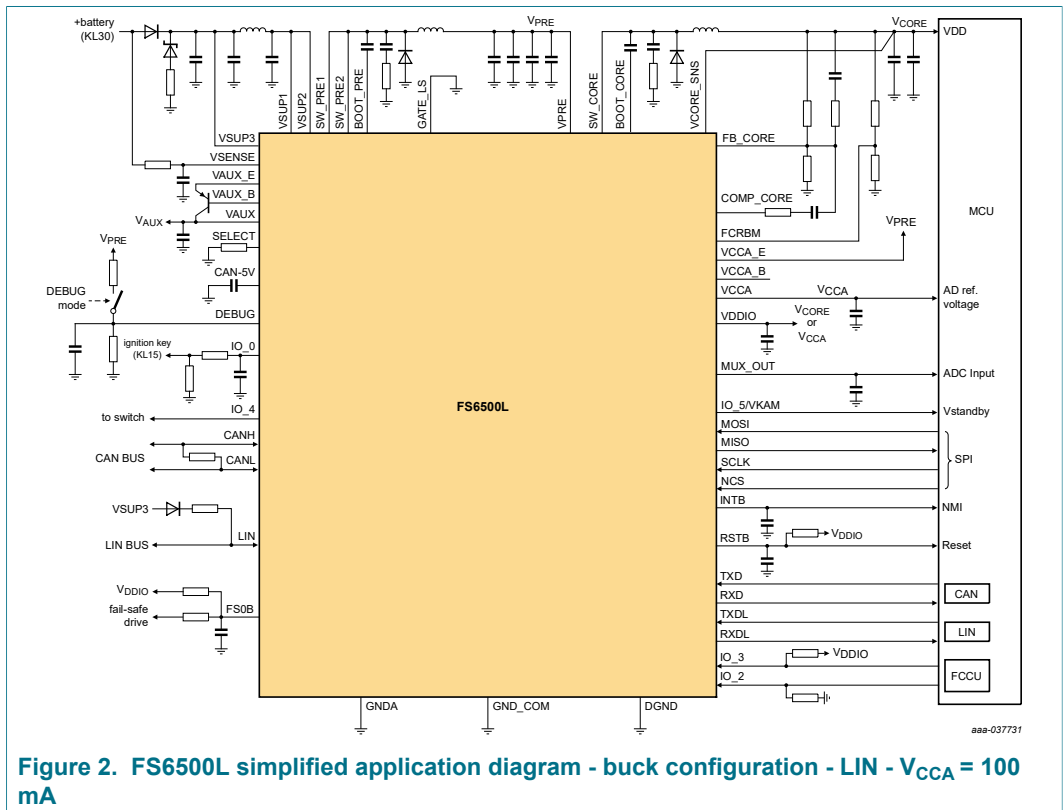 +battery
(KL30)
VPRE
VCORE
VSUP1
VSUP2
SW_PRE1
SW_PRE2
BOOT_PRE
GATE_LS
VPRE
SW_CORE
BOOT_CORE
VCORE_SNS
VDD
VSUP3
VSENSE
VAUX_E
VAUX_B
VAUX
VAUX
SELECT
VPRE
CAN-5V
DEBUG
mode
DEBUG
ignition key
(KL15)
IO_0
to switch
IO_4
CANH
CAN BUS
CANL
VSUP3
LIN
LIN BUS
VDDIO
fail-safe
drive
FS0B
FS6500L
FB_CORE
COMP_CORE
MCU
FCRBM
VPRE
VCCA_E
VCCA_B
VCCA
VCCA
AD ref.
voltage
VDDIO
VCORE
or
VCCA
MUX_OUT
ADC Input
IO_5/VKAM
Vstandby
MOSI
MISO
SCLK
NCS
SPI
INTB
NMI
RSTB
VDDIO
Reset
TXD
RXD
CAN
TXDL
RXDL
LIN
IO_3
VDDIO
IO_2
FCCU
GNDA
GND_COM
DGND
aaa-037731
Figure 2. FS6500L simplified application diagram - buck configuration - LIN - VCCA = 100
mA